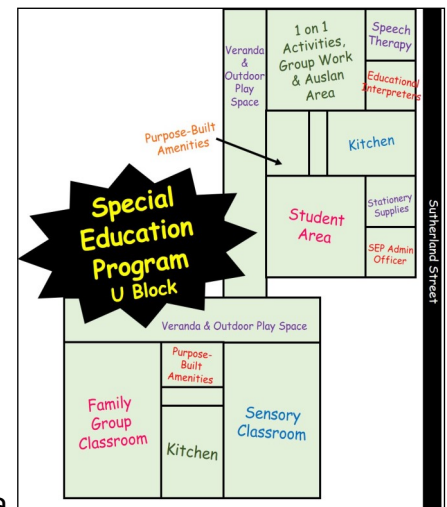 Veranda
&
Outdoor
Play
Space
1 on 1
Activities,
Group Work
& Auslan
Area
Speech
Therapy
Educational
Interpreters
Purpose-Built
Amenities
Kitchen
Student
Area
Stationery
Supplies
SEP Admin
Officer
Sutherland Street
Special
Education
Program
U Block
Veranda & Outdoor Play Space
Family
Group
Classroom
Purpose-
Built
Amenities
Kitchen
Sensory
Classroom